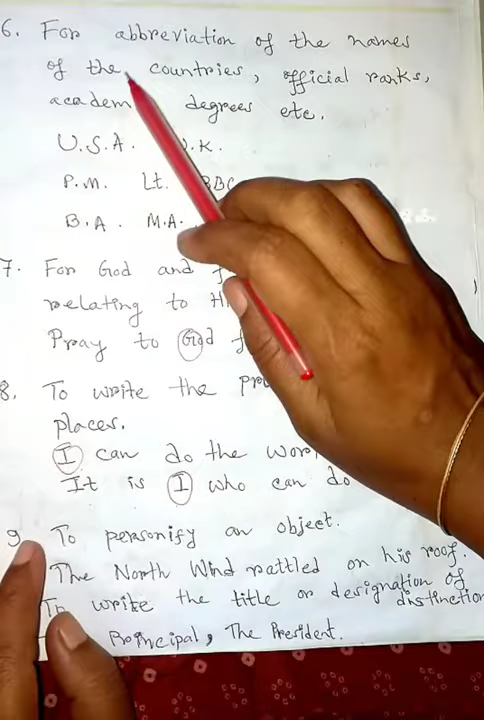 6. For abbreviation of the names
of the countries, official ranks,
academ degrees etc.
U.S.A. U.K.
P.M. Lt. BBC
B.A. M.A.
7. For God and
relating to
Pray to God
8. To write the
places.
I can do the
It is I who can do
9 To personify an object.
The North Wind rattled on his roof.
To write the title or designation of
distinction
Principal, The President.